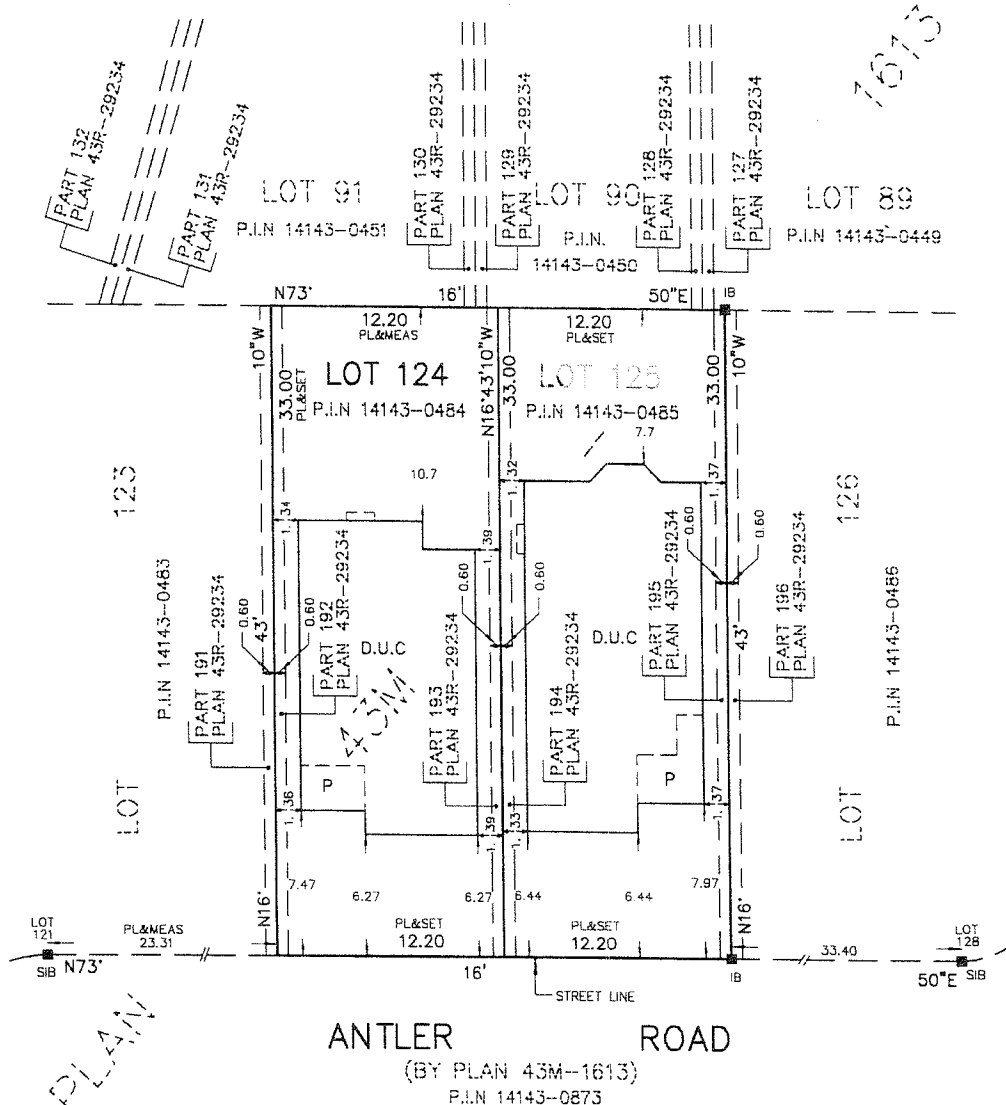 1613
PART 132
PLAN 43R-29234
PART 131
PLAN 43R-29234
PART 130
PLAN 43R-29234
PART 129
PLAN 43R-29234
PART 128
PLAN 43R-29234
PART 127
PLAN 43R-29234
LOT 91
P.I.N 14143-0451
LOT 90
P.I.N.
14143-0450
LOT 89
P.I.N 14143-0449
N73°
16'
50"E
IB
12.20
PL&MEAS
12.20
PL&SET
10"W
33.00
PL&SET
N16°43'10"W
33.00
33.00
10"W
LOT 124
P.I.N 14143-0484
LOT 125
P.I.N 14143-0485
10.7
7.7
1.34
1.39
1.32
1.37
123
126
0.60
0.60
0.60
0.60
0.60
0.60
43'
43'
P.I.N 14143-0483
P.I.N 14143-0486
PART 191
PLAN 43R-29234
PART 192
PLAN 43R-29234
PART 193
PLAN 43R-29234
PART 194
PLAN 43R-29234
PART 195
PLAN 43R-29234
PART 196
PLAN 43R-29234
D.U.C
D.U.C
43M
P
P
LOT
LOT
1.36
1.39
1.33
1.37
7.47
6.27
6.27
6.44
6.44
7.97
N16°
N16°
LOT
121
PL&MEAS
23.31
PL&SET
12.20
PL&SET
12.20
33.40
LOT
128
SIB
N73°
16'
IB
50"E
SIB
STREET LINE
PLAN
ANTLER ROAD
(BY PLAN 43M-1613)
P.I.N 14143-0873